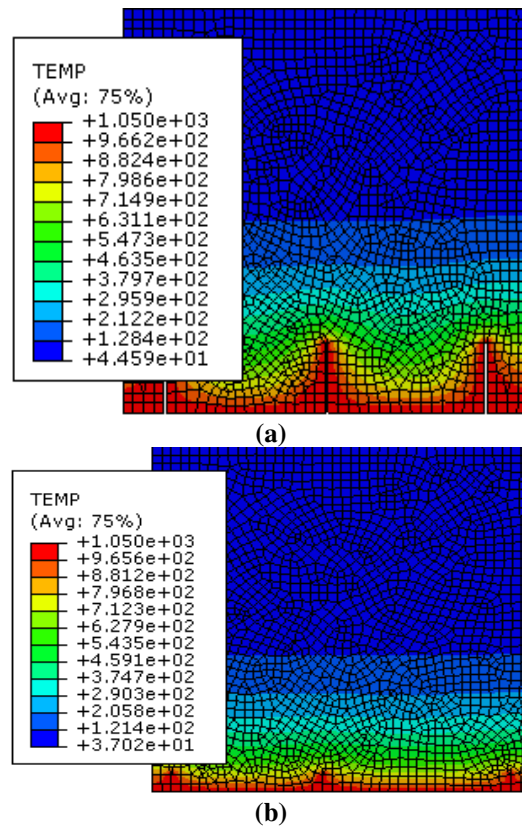 TEMP
(Avg: 75%)
+1.050e+03
+9.662e+02
+8.824e+02
+7.986e+02
+7.149e+02
+6.311e+02
+5.473e+02
+4.635e+02
+3.797e+02
+2.959e+02
+2.122e+02
+1.284e+02
+4.459e+01
(a)
TEMP
(Avg: 75%)
+1.050e+03
+9.656e+02
+8.812e+02
+7.968e+02
+7.123e+02
+6.279e+02
+5.435e+02
+4.591e+02
+3.747e+02
+2.903e+02
+2.058e+02
+1.214e+02
+3.702e+01
(b)